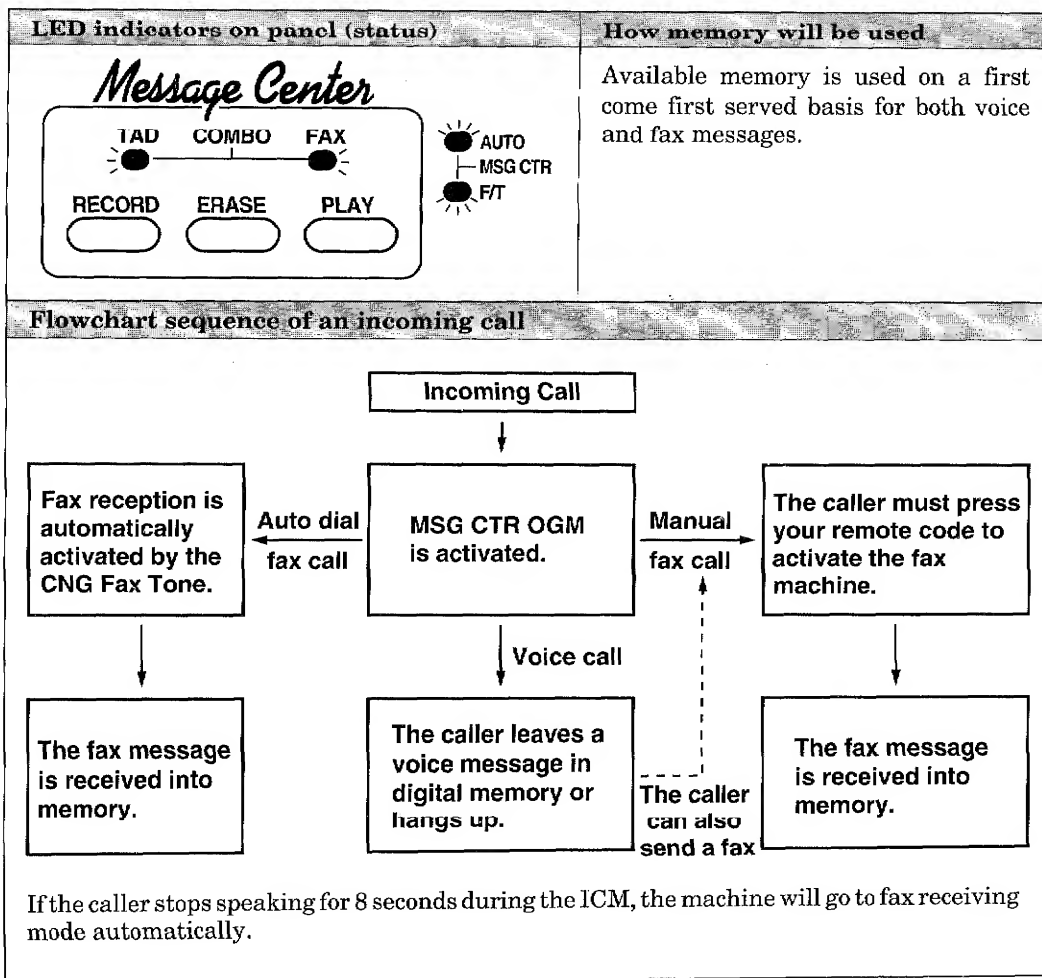 LED indicators on panel (status)
How memory will be used
Message Center
TAD COMBO FAX
RECORD ERASE PLAY
AUTO
MSG CTR
F/T
Available memory is used on a first
come first served basis for both voice
and fax messages.
Flowchart sequence of an incoming call
Incoming Call
Fax reception is
automatically
activated by the
CNG Fax Tone.
Auto dial
fax call
MSG CTR OGM
is activated.
Manual
fax call
The caller must press
your remote code to
activate the fax
machine.
Voice call
The fax message
is received into
memory.
The caller leaves a
voice message in
digital memory or
hangs up.
The caller
can also
send a fax
The fax message
is received into
memory.
If the caller stops speaking for 8 seconds during the ICM, the machine will go to fax receiving
mode automatically.